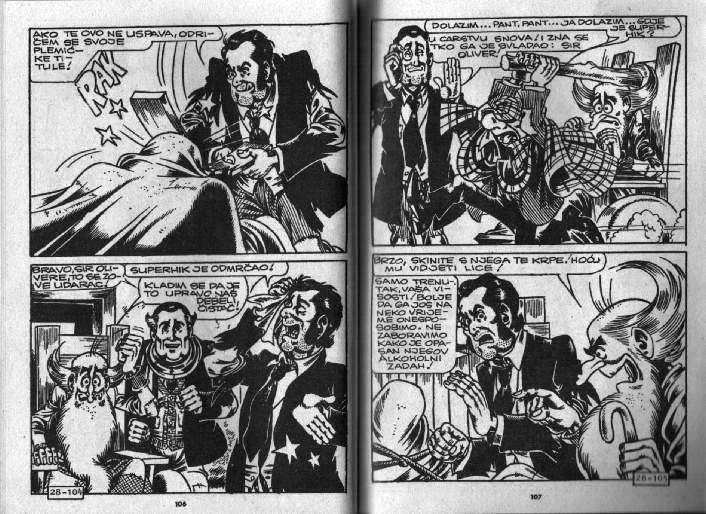 AKO TE OVO NE USPAVA, ODRI-
ČEM SE SVOJE
PLEMIĆ-
KE TI-
TULE!
RAK
BRAVO, SIR OLI-
VERE, TO SE ZO-
VE UDARAC!
SUPERHIK JE ODMRČAO!
KLADIM SE DA JE
TO UPRAVO NAŠ
DEBELI
ČISTAČ!
28-104
106
DOLAZIM...PANT, PANT...JA DOLAZIM...GDJE
JE SUPER-
HIK?
U CARSTVU SNOVA! I ZNA SE
TKO GA JE SVLADAO: SIR
OLIVER!
BRZO, SKINITE S NJEGA TE KRPE! HOĆU
MU VIDJETI LICE!
SAMO TRENU-
TAK, VAŠA VI-
SOSTI! BOLJE
DA GA JOŠ NA
NEKO VRIJE-
ME ONESPO-
SOBIMO. NE
ZABORAVIMO
KAKO JE OPA-
SAN NJEGOV
ALKOHOLNI
ZADAH!
28-105
107